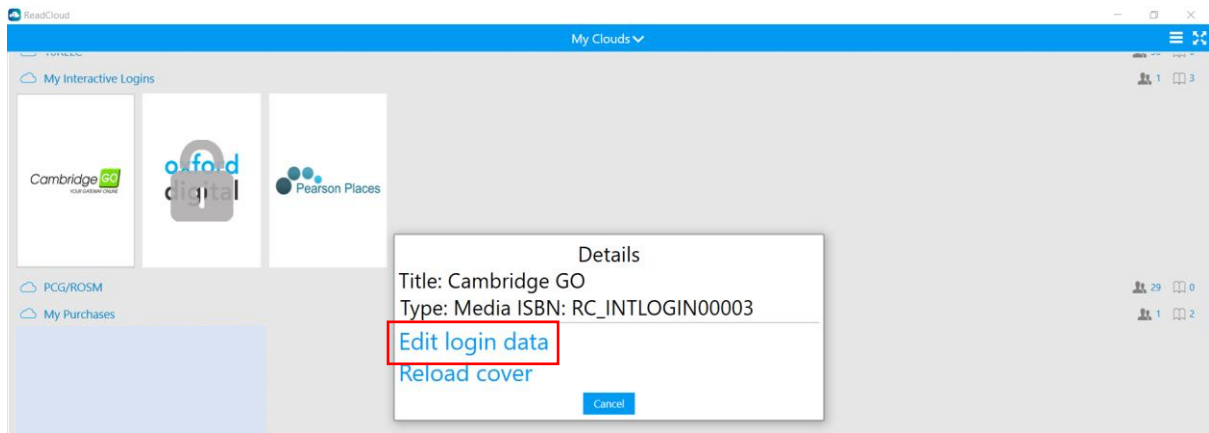 ReadCloud
My Clouds
My Interactive Logins
1 3
Cambridge GO
YOUR GATEWAY ONLINE
oxford
digital
Pearson Places
Details
Title: Cambridge GO
Type: Media ISBN: RC_INTLOGIN00003
Edit login data
Reload cover
Cancel
PCG/ROSM
29 0
My Purchases
1 2